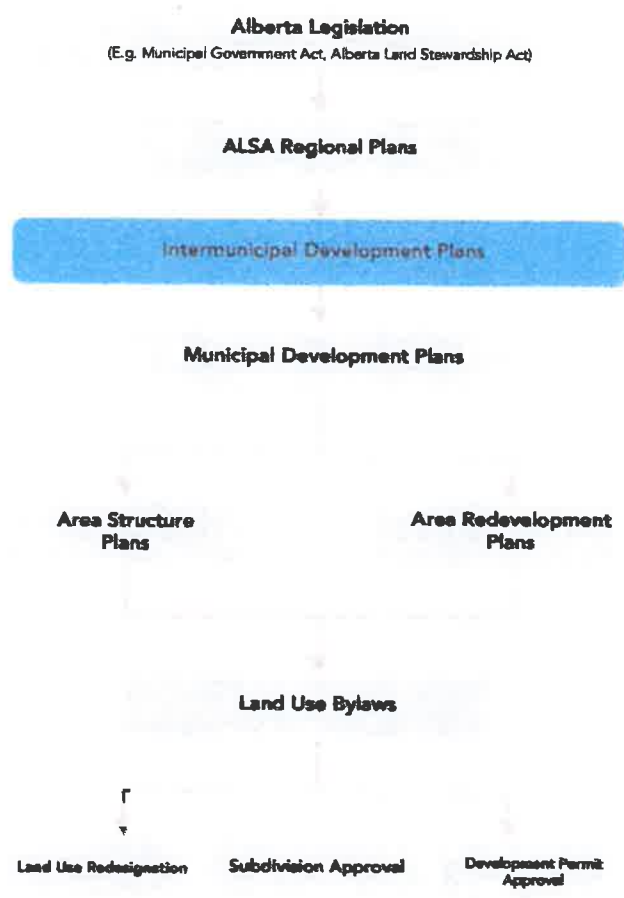 Alberta Legislation
(E.g. Municipal Government Act, Alberta Land Stewardship Act)
ALSA Regional Plans
Intermunicipal Development Plans
Municipal Development Plans
Area Structure
Plans
Area Redevelopment
Plans
Land Use Bylaws
Land Use Redesignation
Subdivision Approval
Development Permit
Approval